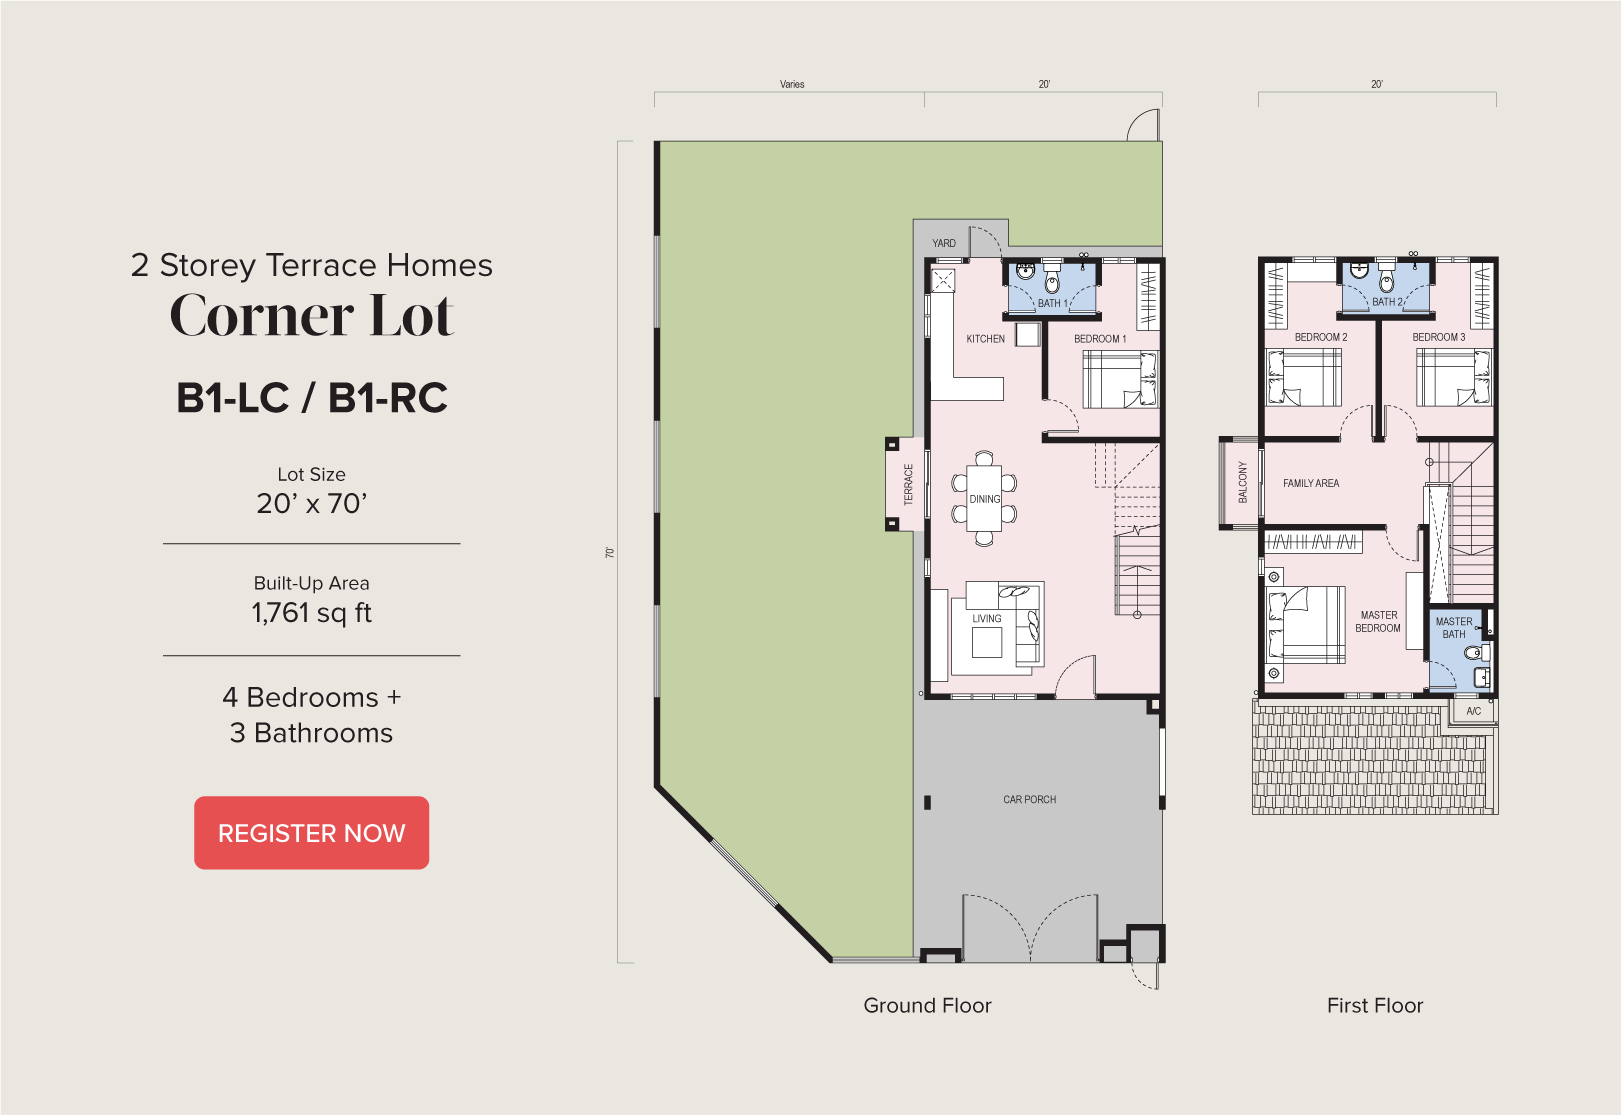 2 Storey Terrace Homes
Corner Lot
B1-LC / B1-RC
Lot Size
20’ x 70’
Built-Up Area
1,761 sq ft
4 Bedrooms +
3 Bathrooms
REGISTER NOW
Varies
20'
70'
YARD
BATH 1
KITCHEN
BEDROOM 1
TERRACE
DINING
LIVING
CAR PORCH
Ground Floor
20'
BATH 2
BEDROOM 2
BEDROOM 3
BALCONY
FAMILY AREA
MASTER
BEDROOM
MASTER
BATH
A/C
First Floor